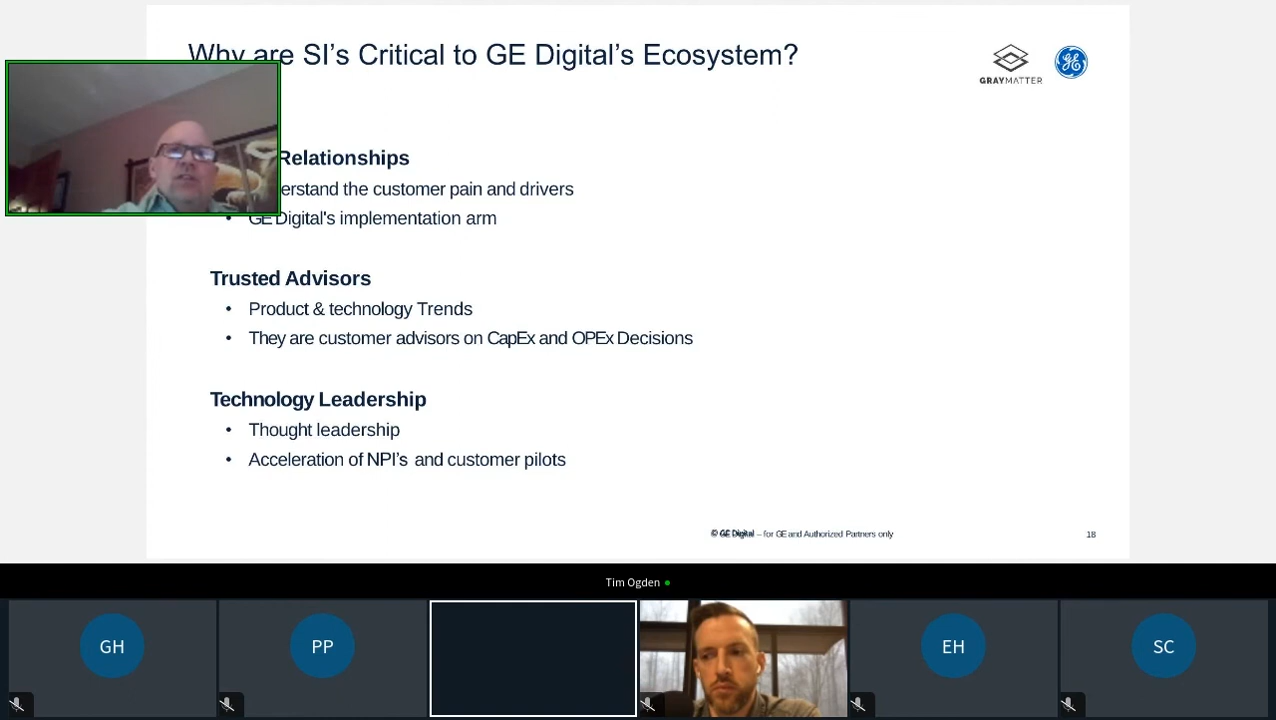 Why are SI's Critical to GE Digital's Ecosystem?
GRAYMATTER
GE
Relationships
erstand the customer pain and drivers
• GE Digital's implementation arm
Trusted Advisors
• Product & technology Trends
• They are customer advisors on CapEx and OPEx Decisions
Technology Leadership
• Thought leadership
• Acceleration of NPI's and customer pilots
© GE Digital – for GE and Authorized Partners only
18
Tim Ogden
GH
PP
EH
SC